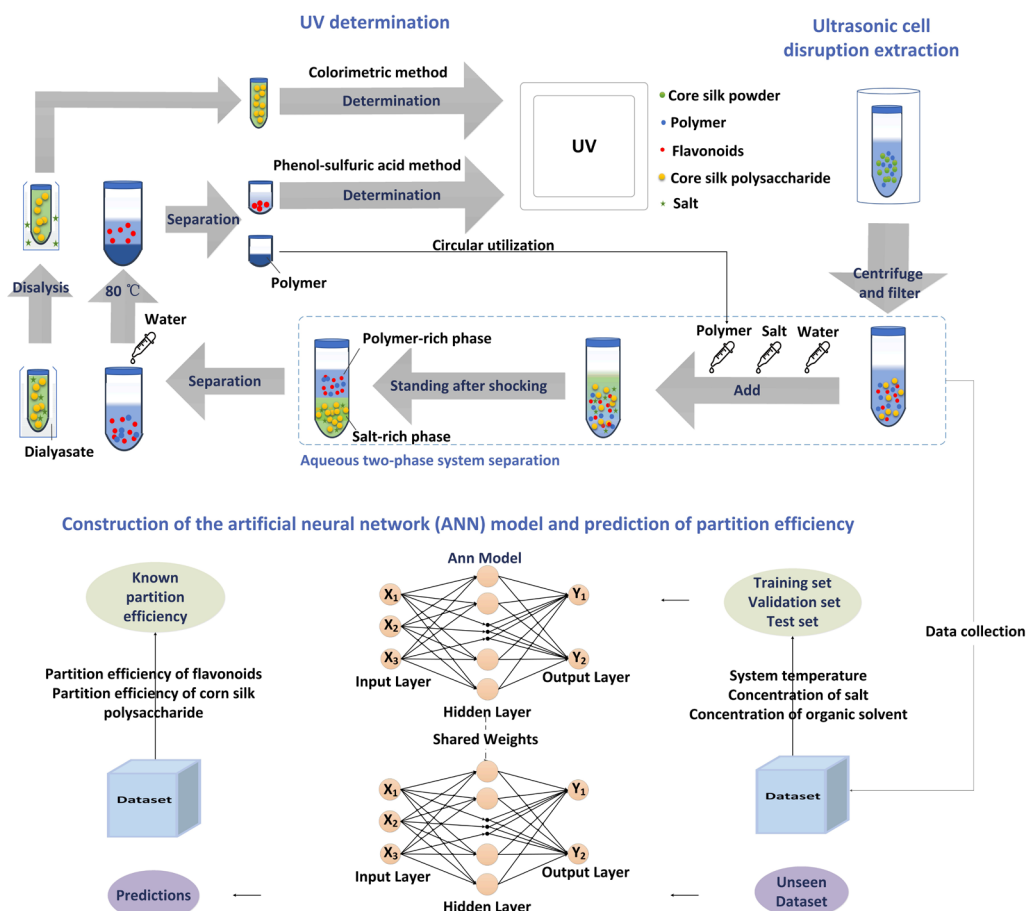 UV determination
Ultrasonic cell
disruption extraction
Colorimetric method
Determination
Phenol-sulfuric acid method
Determination
UV
Core silk powder
Polymer
Flavonoids
Core silk polysaccharide
Salt
Separation
Circular utilization
Polymer
Disalysis
80 ℃
Water
Centrifuge
and filter
Polymer
Salt
Water
Polymer-rich phase
Separation
Standing after shocking
Add
Salt-rich phase
Dialyasate
Aqueous two-phase system separation
Construction of the artificial neural network (ANN) model and prediction of partition efficiency
Known
partition
efficiency
Partition efficiency of flavonoids
Partition efficiency of corn silk
polysaccharide
Dataset
Predictions
Ann Model
X₁
X₂
X₃
Y₁
Y₂
Input Layer
Output Layer
Hidden Layer
Shared Weights
X₁
X₂
X₃
Y₁
Y₂
Input Layer
Output Layer
Hidden Layer
Training set
Validation set
Test set
System temperature
Concentration of salt
Concentration of organic solvent
Dataset
Unseen
Dataset
Data collection